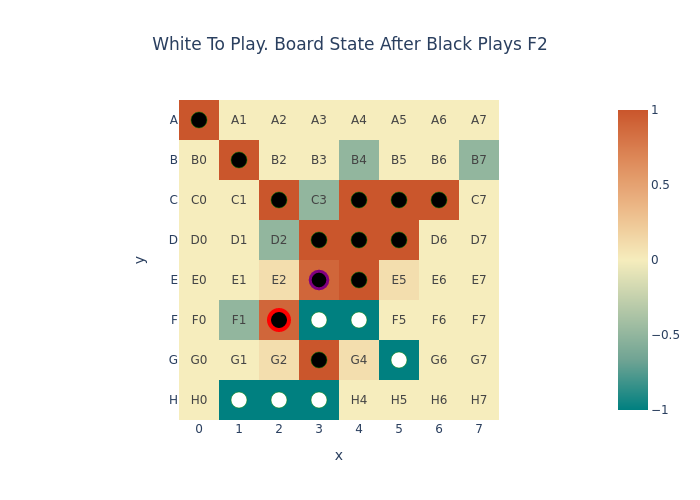 White To Play. Board State After Black Plays F2
A A1 A2 A3 A4 A5 A6 A7
B B0 B2 B3 B4 B5 B6 B7
C C0 C1 C3 C7
D D0 D1 D2 D6 D7
E E0 E1 E2 E5 E6 E7
F F0 F1 F5 F6 F7
G G0 G1 G2 G4 G6 G7
H H0 H4 H5 H6 H7
0 1 2 3 4 5 6 7
x
y
1
0.5
0
−0.5
−1